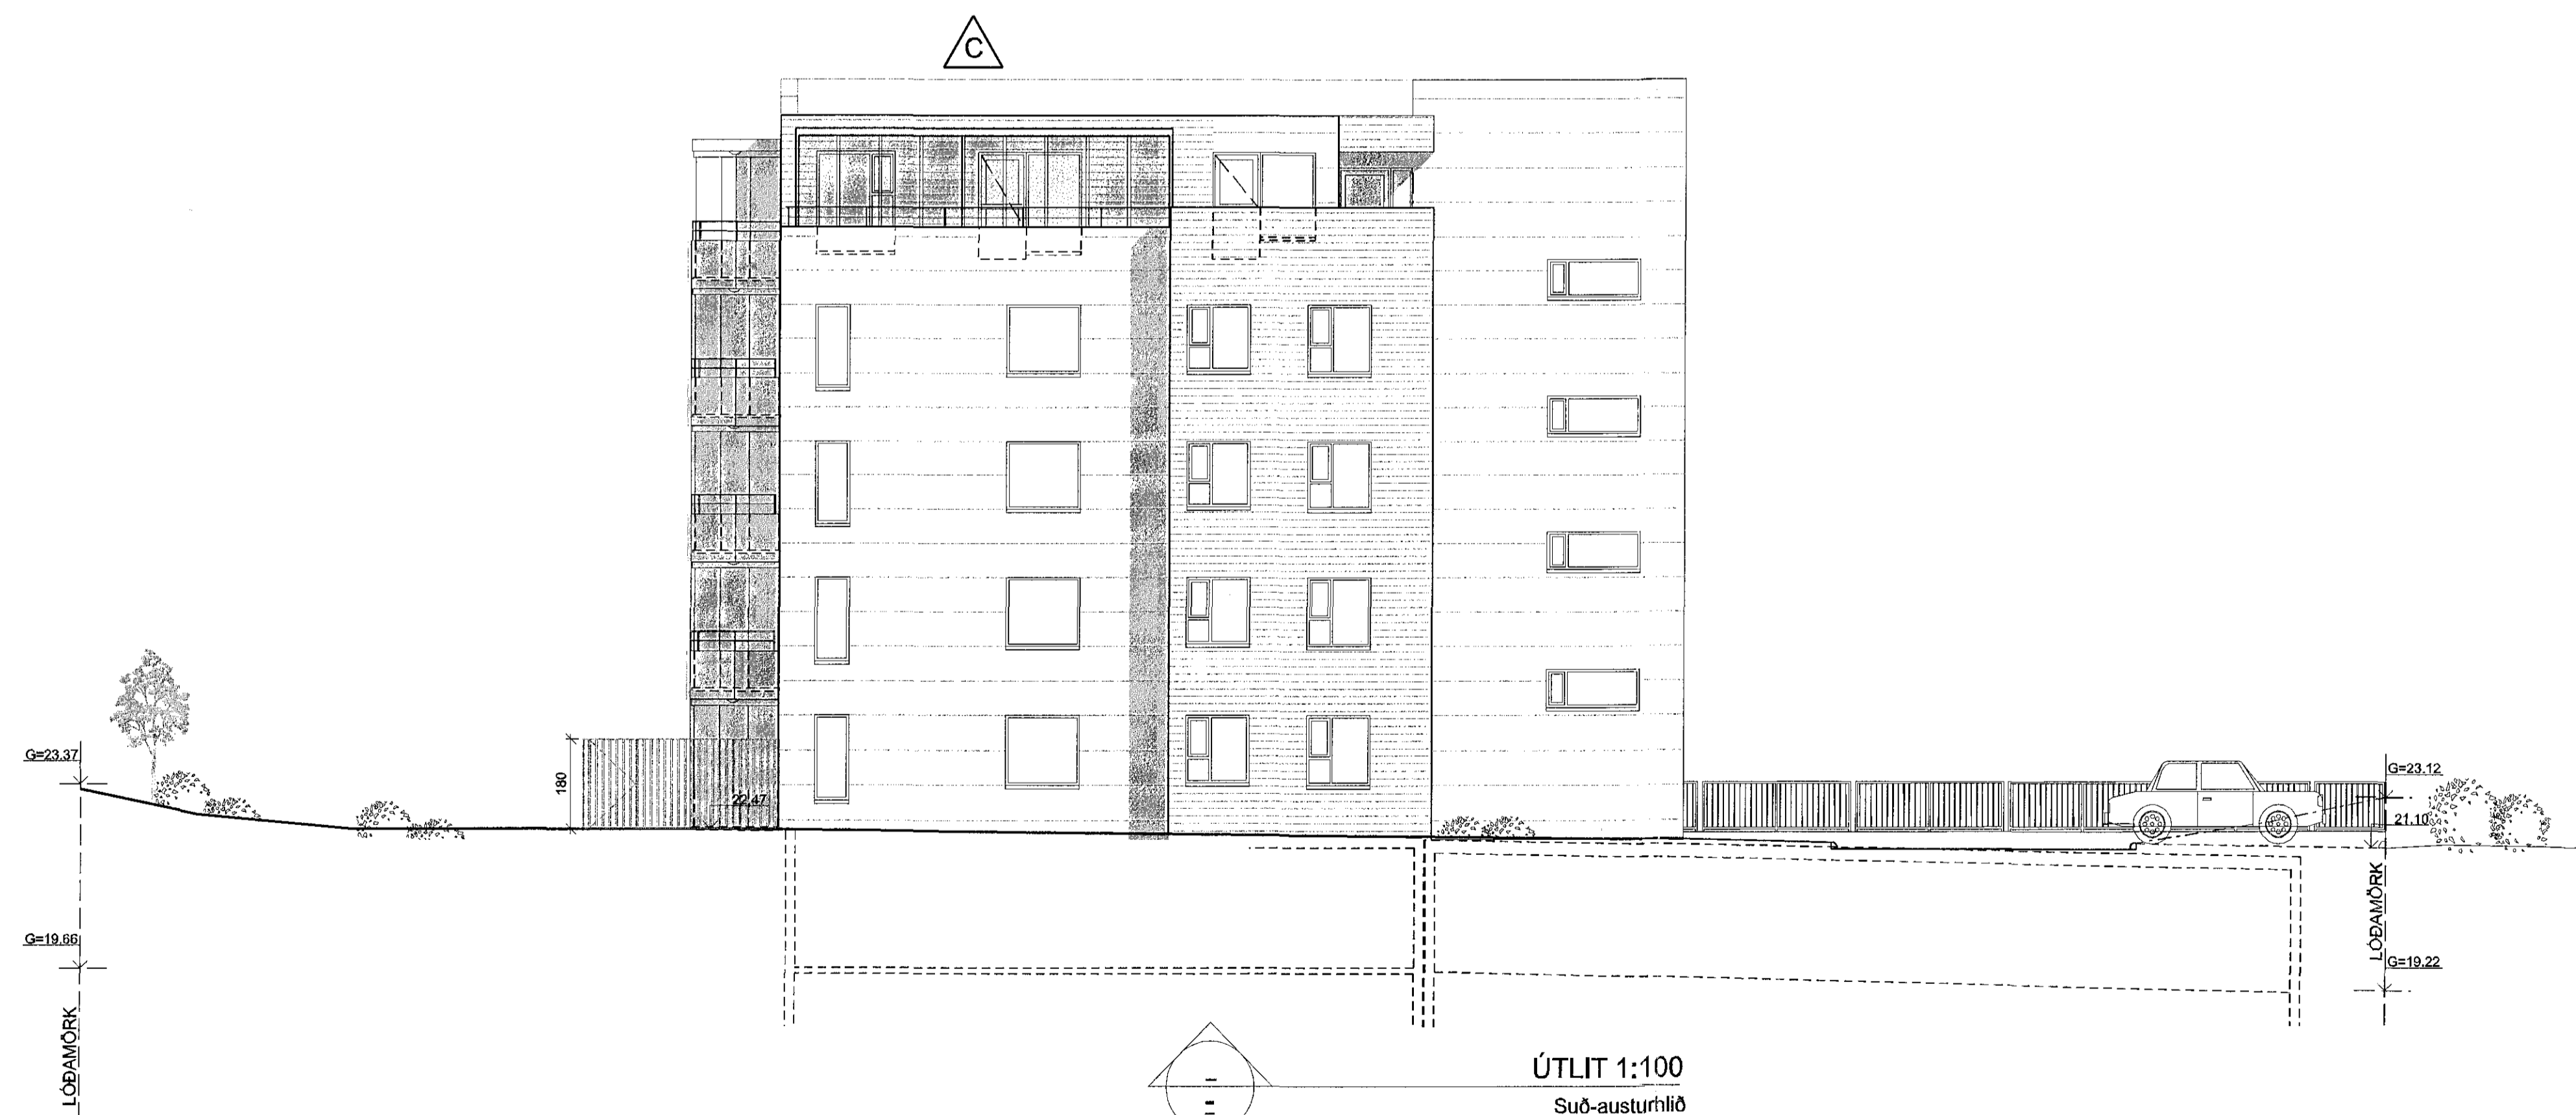 C
G=23.37
180
22.47
G=23.12
21.10
G=19.66
LÓÐAMÖRK
LÓÐAMÖRK
G=19.22
ÚTLIT 1:100
Suð-austurhlið